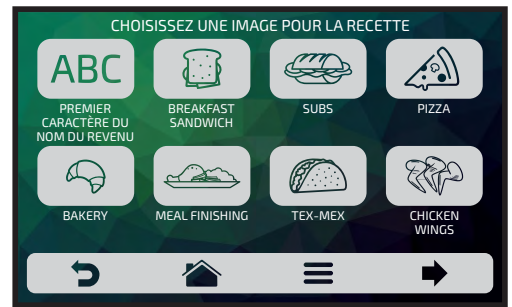 CHOISISSEZ UNE IMAGE POUR LA RECETTE
ABC
PREMIER
CARACTÈRE DU
NOM DU REVENU
BREAKFAST
SANDWICH
SUBS
PIZZA
BAKERY
MEAL FINISHING
TEX-MEX
CHICKEN
WINGS